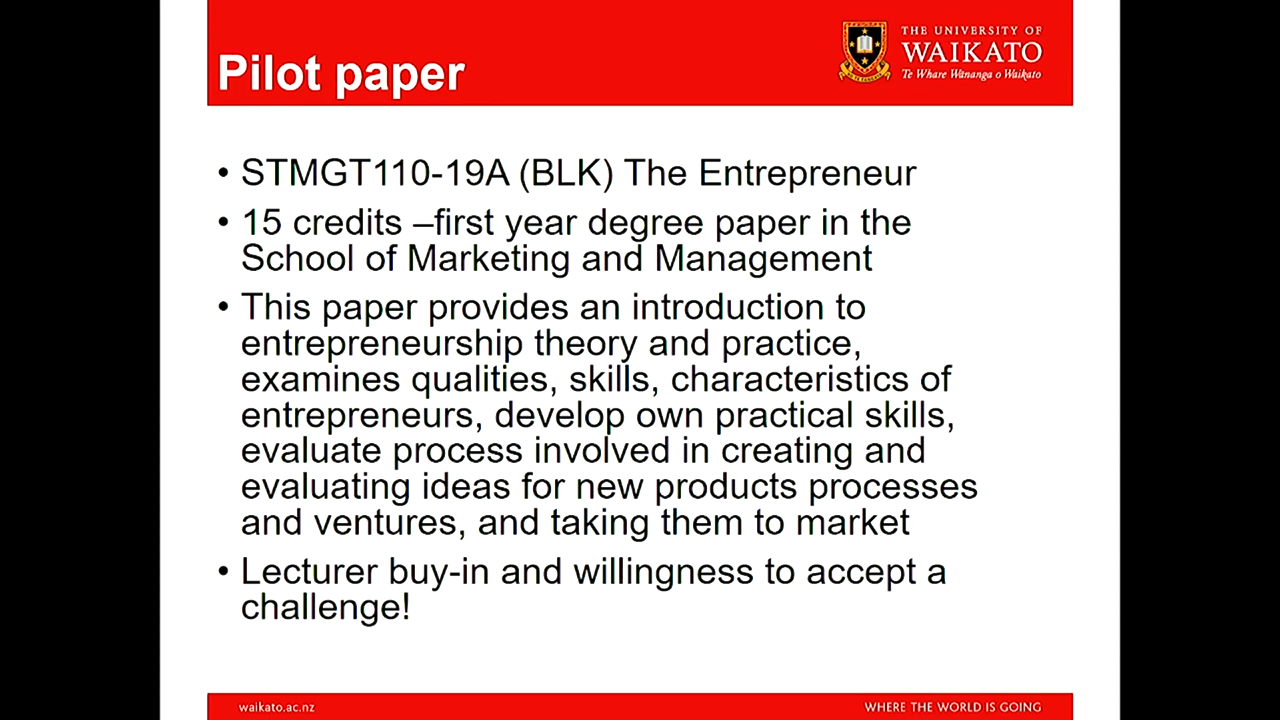 Pilot paper
THE UNIVERSITY OF
WAIKATO
Te Whare Wānanga o Waikato
• STMGT110-19A (BLK) The Entrepreneur
• 15 credits –first year degree paper in the
School of Marketing and Management
• This paper provides an introduction to
entrepreneurship theory and practice,
examines qualities, skills, characteristics of
entrepreneurs, develop own practical skills,
evaluate process involved in creating and
evaluating ideas for new products processes
and ventures, and taking them to market
• Lecturer buy-in and willingness to accept a
challenge!
waikato.ac.nz
WHERE THE WORLD IS GOING